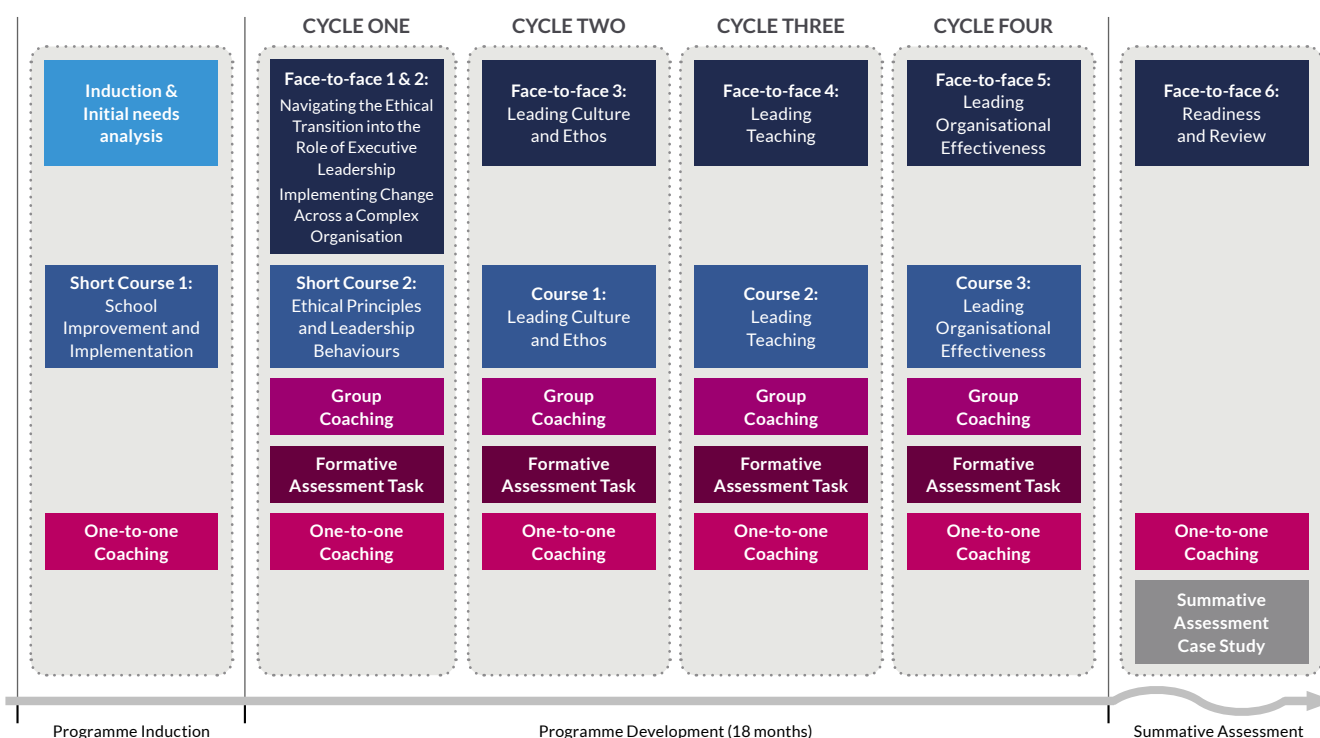 CYCLE ONE
CYCLE TWO
CYCLE THREE
CYCLE FOUR
Induction &
Initial needs
analysis
Short Course 1:
School
Improvement and
Implementation
One-to-one
Coaching
Face-to-face 1 & 2:
Navigating the Ethical
Transition into the
Role of Executive
Leadership
Implementing Change
Across a Complex
Organisation
Short Course 2:
Ethical Principles
and Leadership
Behaviours
Group
Coaching
Formative
Assessment Task
One-to-one
Coaching
Face-to-face 3:
Leading Culture
and Ethos
Course 1:
Leading Culture
and Ethos
Group
Coaching
Formative
Assessment Task
One-to-one
Coaching
Face-to-face 4:
Leading
Teaching
Course 2:
Leading
Teaching
Group
Coaching
Formative
Assessment Task
One-to-one
Coaching
Face-to-face 5:
Leading
Organisational
Effectiveness
Course 3:
Leading
Organisational
Effectiveness
Group
Coaching
Formative
Assessment Task
One-to-one
Coaching
Face-to-face 6:
Readiness
and Review
One-to-one
Coaching
Summative
Assessment
Case Study
Programme Induction
Programme Development (18 months)
Summative Assessment